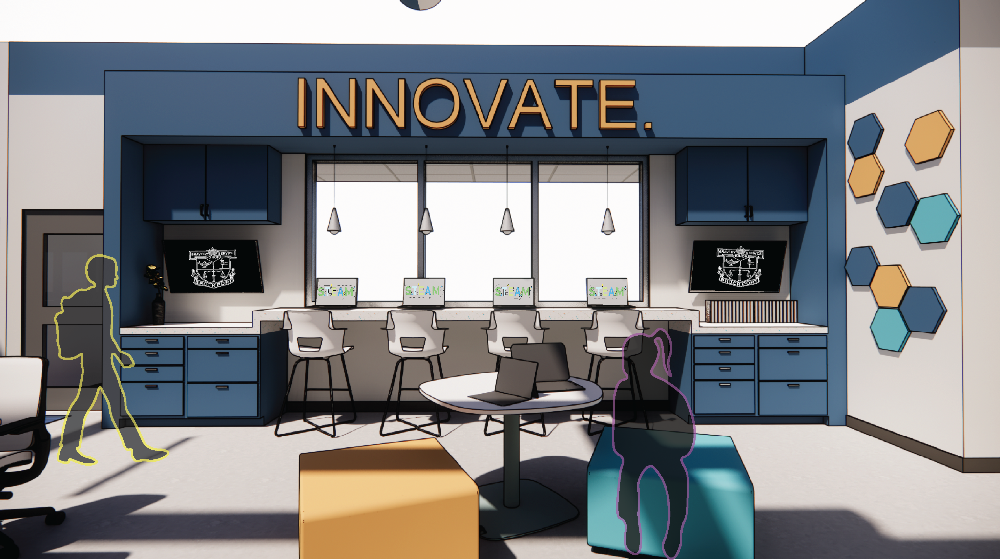 INNOVATE.
BRAVERY SERVICE
HONOR
BROCKPORT
STEAM
STEAM
STEAM
STEAM
BRAVERY SERVICE
HONOR
BROCKPORT